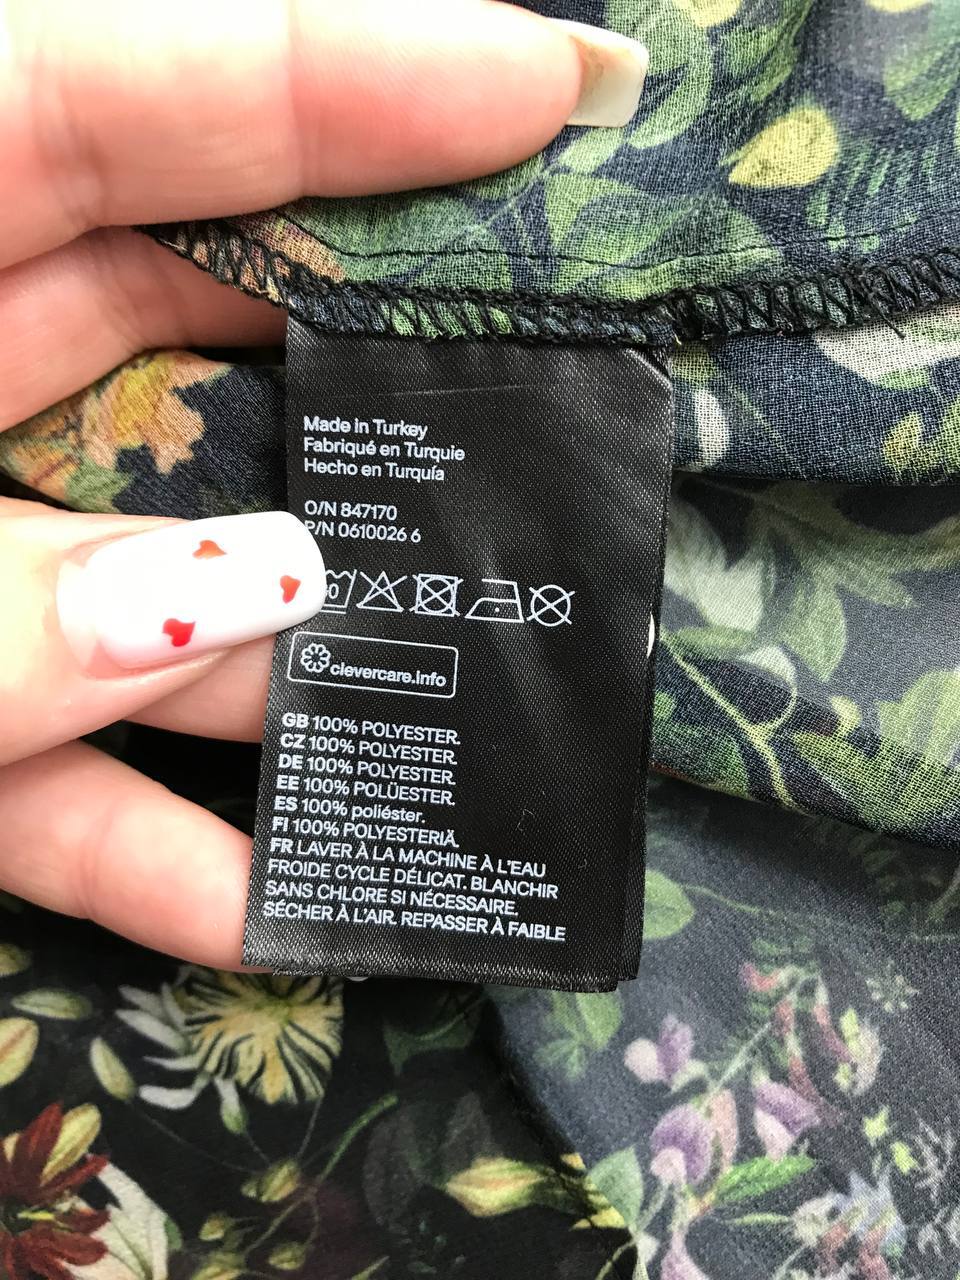 Made in Turkey
Fabriqué en Turquie
Hecho en Turquía
O/N 847170
P/N 0610026 6
clevercare.info
GB 100% POLYESTER.
CZ 100% POLYESTER.
DE 100% POLYESTER.
EE 100% POLÜESTER.
ES 100% poliéster.
FI 100% POLYESTERIÄ.
FR LAVER À LA MACHINE À L'EAU
FROIDE CYCLE DÉLICAT. BLANCHIR
SANS CHLORE SI NÉCESSAIRE.
SÉCHER À L'AIR. REPASSER À FAIBLE